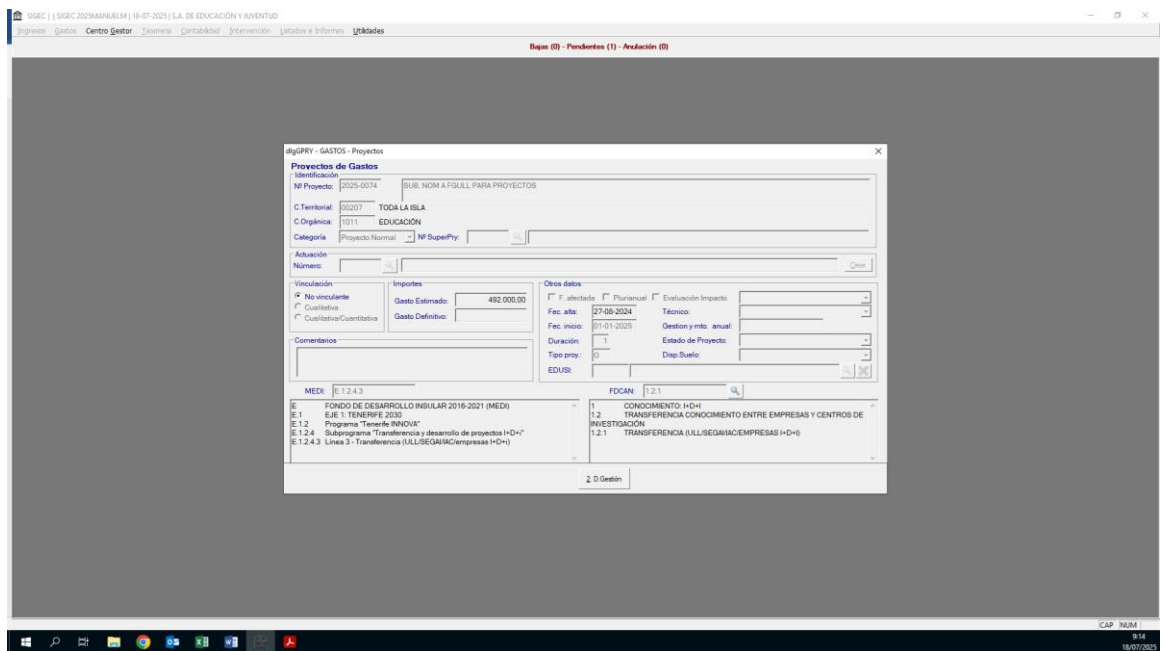 SIGEC | | SIGEC 2025MANUELM | 18-07-2025 | S.A. DE EDUCACIÓN Y JUVENTUD
Ingresos Gastos Centro Gestor Tesorería Contabilidad Intervención Listados e Informes Utilidades
Bajas (0) - Pendientes (1) - Anulación (0)
dlgGPRY - GASTOS - Proyectos
Proyectos de Gastos
Identificación
Nº Proyecto: 2025-0074 SUB. NOM A FGULL PARA PROYECTOS
C.Territorial: 00207 TODA LA ISLA
C.Orgánica: 1011 EDUCACIÓN
Categoría Proyecto Normal Nº SuperPry:
Actuación
Número: Crear
Vinculación
No vinculante
Cualitativa
Cualitativa/Cuantitativa
Importes
Gasto Estimado: 492.000,00
Gasto Definitivo:
Comentarios
Otros datos
F. afectada Plurianual Evaluación Impacto
Fec. alta: 27-08-2024 Técnico:
Fec. inicio: 01-01-2025 Gestion y mto. anual:
Duración: 1 Estado de Proyecto:
Tipo proy.: O Disp.Suelo:
EDUSI:
MEDI: E.1.2.4.3 FDCAN: 1.2.1
E FONDO DE DESARROLLO INSULAR 2016-2021 (MEDI)
E.1 EJE 1: TENERIFE 2030
E.1.2 Programa "Tenerife INNOVA"
E.1.2.4 Subprograma "Transferencia y desarrollo de proyectos I+D+i"
E.1.2.4.3 Línea 3 - Transferencia (ULL/SEGAI/IAC/empresas I+D+i)
1 CONOCIMIENTO: I+D+I
1.2 TRANSFERENCIA CONOCIMIENTO ENTRE EMPRESAS Y CENTROS DE
INVESTIGACIÓN
1.2.1 TRANSFERENCIA (ULL/SEGAI/IAC/EMPRESAS I+D+I)
2. D.Gestión
CAP NUM
9:14
18/07/2025